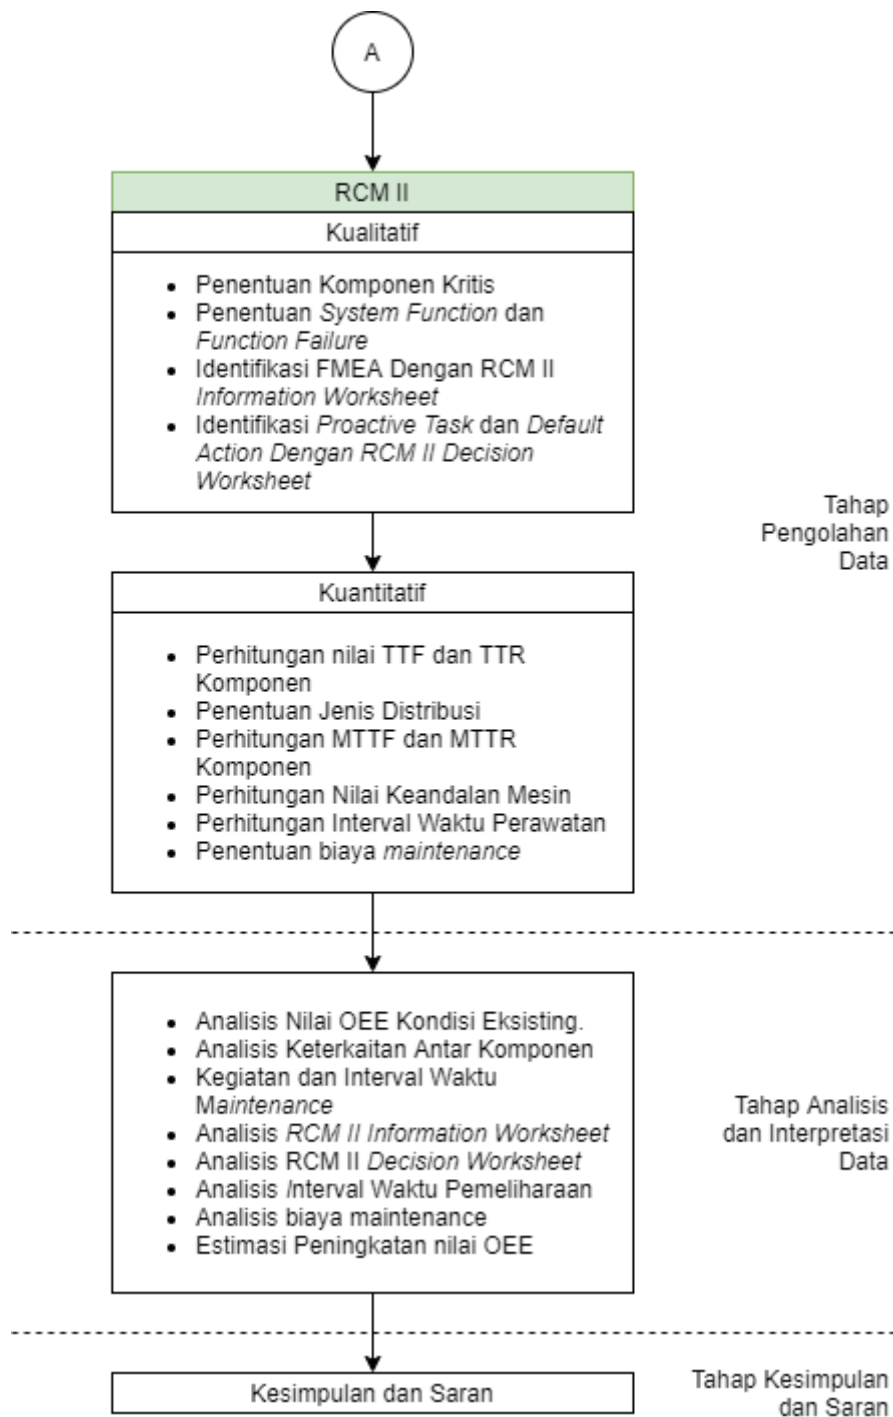 A
RCM II
Kualitatif
• Penentuan Komponen Kritis
• Penentuan System Function dan
Function Failure
• Identifikasi FMEA Dengan RCM II
Information Worksheet
• Identifikasi Proactive Task dan Default
Action Dengan RCM II Decision
Worksheet
Tahap
Pengolahan
Data
Kuantitatif
• Perhitungan nilai TTF dan TTR
Komponen
• Penentuan Jenis Distribusi
• Perhitungan MTTF dan MTTR
Komponen
• Perhitungan Nilai Keandalan Mesin
• Perhitungan Interval Waktu Perawatan
• Penentuan biaya maintenance
• Analisis Nilai OEE Kondisi Eksisting.
• Analisis Keterkaitan Antar Komponen
• Kegiatan dan Interval Waktu
Maintenance
• Analisis RCM II Information Worksheet
• Analisis RCM II Decision Worksheet
• Analisis Interval Waktu Pemeliharaan
• Analisis biaya maintenance
• Estimasi Peningkatan nilai OEE
Tahap Analisis
dan Interpretasi
Data
Kesimpulan dan Saran
Tahap Kesimpulan
dan Saran